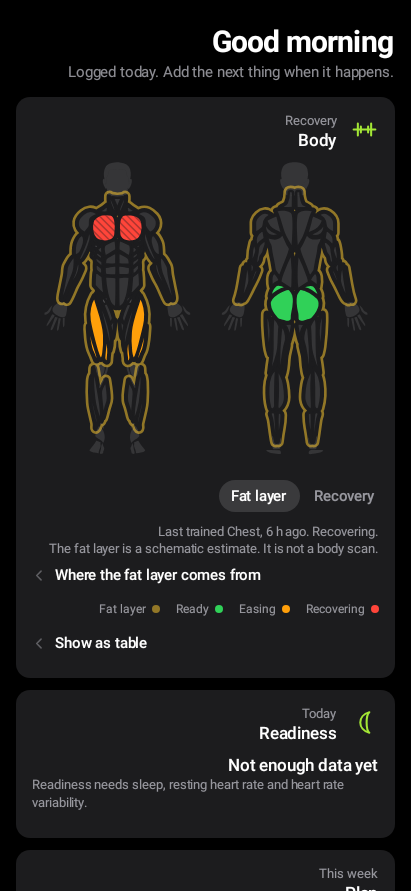 Good morning
Logged today. Add the next thing when it happens.
Recovery
Body
Fat layer
Recovery
Last trained Chest, 6 h ago. Recovering.
The fat layer is a schematic estimate. It is not a body scan.
Where the fat layer comes from
Fat layer
Ready
Easing
Recovering
Show as table
Today
Readiness
Not enough data yet
Readiness needs sleep, resting heart rate and heart rate
variability.
This week
Plan